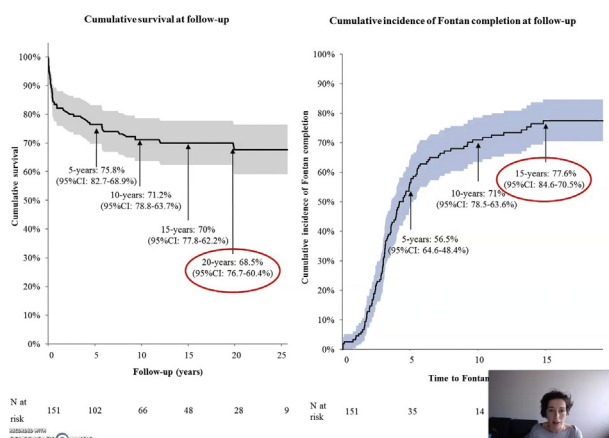 Cumulative survival at follow-up
100%
90%
80%
70%
60%
50%
40%
30%
20%
10%
0%
Cumulative survival
5-years: 75.8%
(95%CI: 82.7-68.9%)
10-years: 71.2%
(95%CI: 78.8-63.7%)
15-years: 70%
(95%CI: 77.8-62.2%)
20-years: 68.5%
(95%CI: 76.7-60.4%)
0 5 10 15 20 25
Follow-up (years)
N at
risk
151 102 66 48 28 9
RECORDED WITH
Cumulative incidence of Fontan completion at follow-up
100%
90%
80%
70%
60%
50%
40%
30%
20%
10%
0%
Cumulative incidence of Fontan completion
15-years: 77.6%
(95%CI: 84.6-70.5%)
10-years: 71%
(95%CI: 78.5-63.6%)
5-years: 56.5%
(95%CI: 64.6-48.4%)
0 5 10 15
Time to Fontan
N at
risk
151 35 14